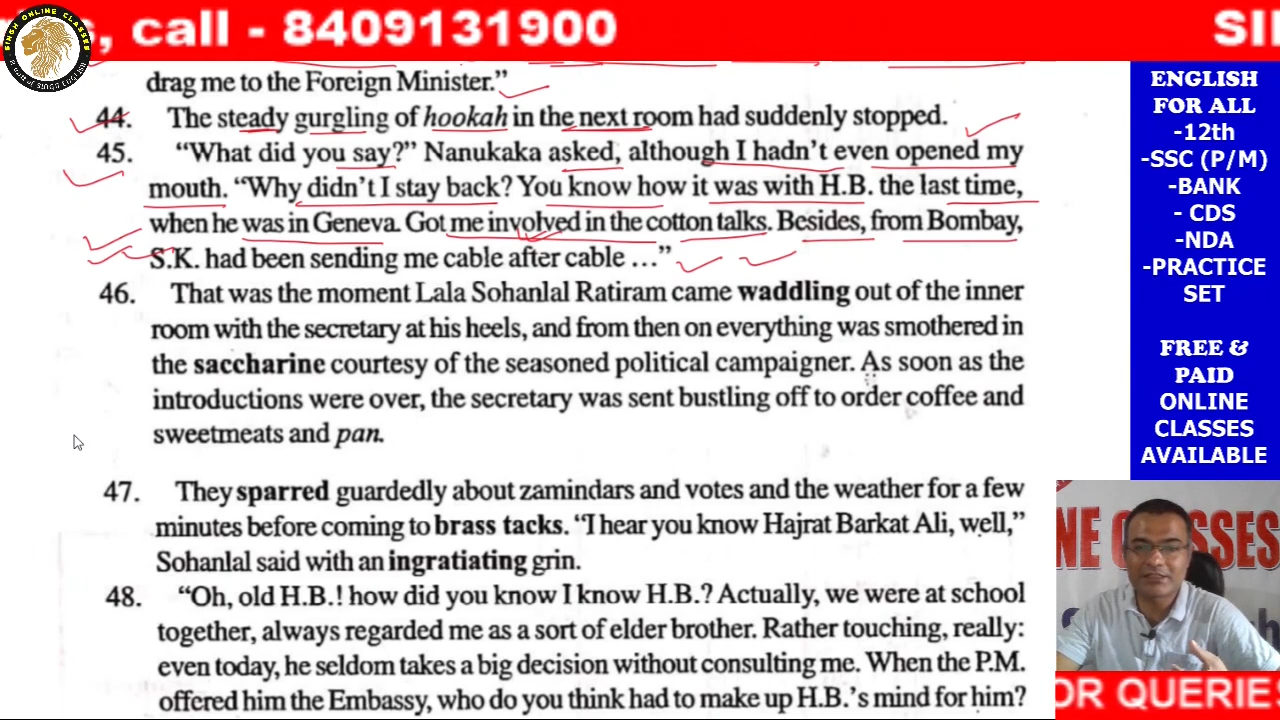 s, call - 8409131900
SI
SINGH ONLINE CLASSES
drag me to the Foreign Minister.”
44. The steady gurgling of hookah in the next room had suddenly stopped.
45. “What did you say?” Nanukaka asked, although I hadn’t even opened my
mouth. “Why didn’t I stay back? You know how it was with H.B. the last time,
when he was in Geneva. Got me involved in the cotton talks. Besides, from Bombay,
S.K. had been sending me cable after cable ...”
46. That was the moment Lala Sohanlal Ratiram came waddling out of the inner
room with the secretary at his heels, and from then on everything was smothered in
the saccharine courtesy of the seasoned political campaigner. As soon as the
introductions were over, the secretary was sent bustling off to order coffee and
sweetmeats and pan.
47. They sparred guardedly about zamindars and votes and the weather for a few
minutes before coming to brass tacks. “I hear you know Hajrat Barkat Ali, well,”
Sohanlal said with an ingratiating grin.
48. “Oh, old H.B.! how did you know I know H.B.? Actually, we were at school
together, always regarded me as a sort of elder brother. Rather touching, really:
even today, he seldom takes a big decision without consulting me. When the P.M.
offered him the Embassy, who do you think had to make up H.B.’s mind for him?
ENGLISH
FOR ALL
-12th
-SSC (P/M)
-BANK
- CDS
-NDA
-PRACTICE
SET
FREE &
PAID
ONLINE
CLASSES
AVAILABLE
NE C SSES
OR QUERIES